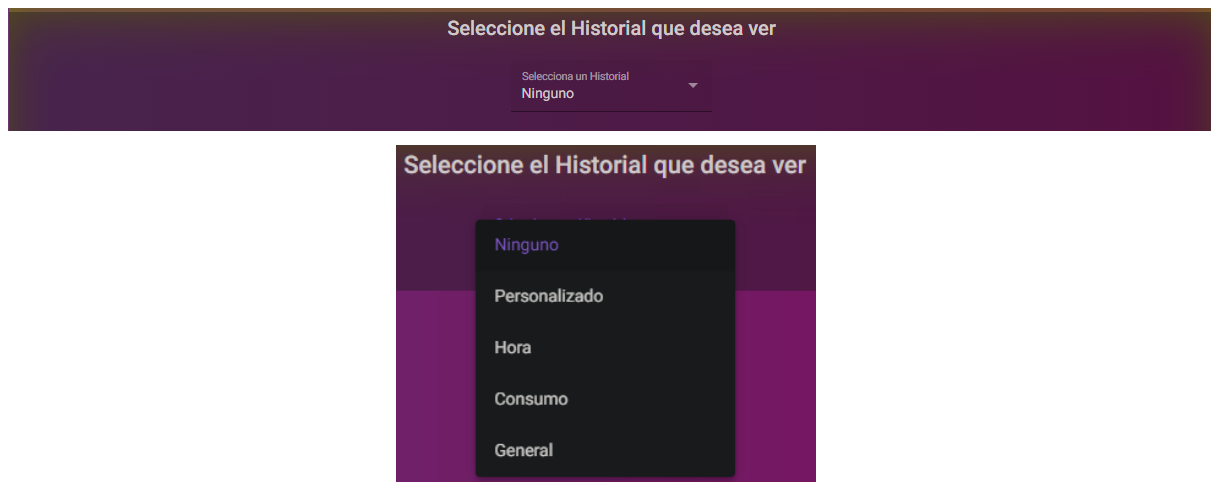 Seleccione el Historial que desea ver
Selecciona un Historial
Ninguno
Seleccione el Historial que desea ver
Ninguno
Personalizado
Hora
Consumo
General